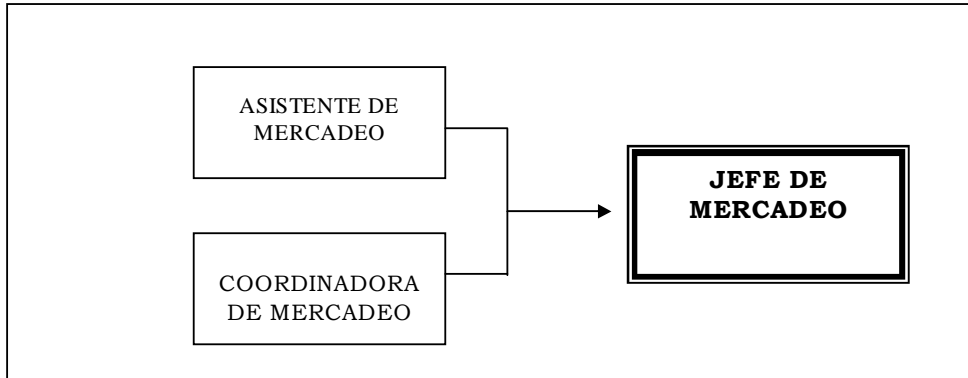 ASISTENTE DE
MERCADEO
JEFE DE
MERCADEO
COORDINADORA
DE MERCADEO